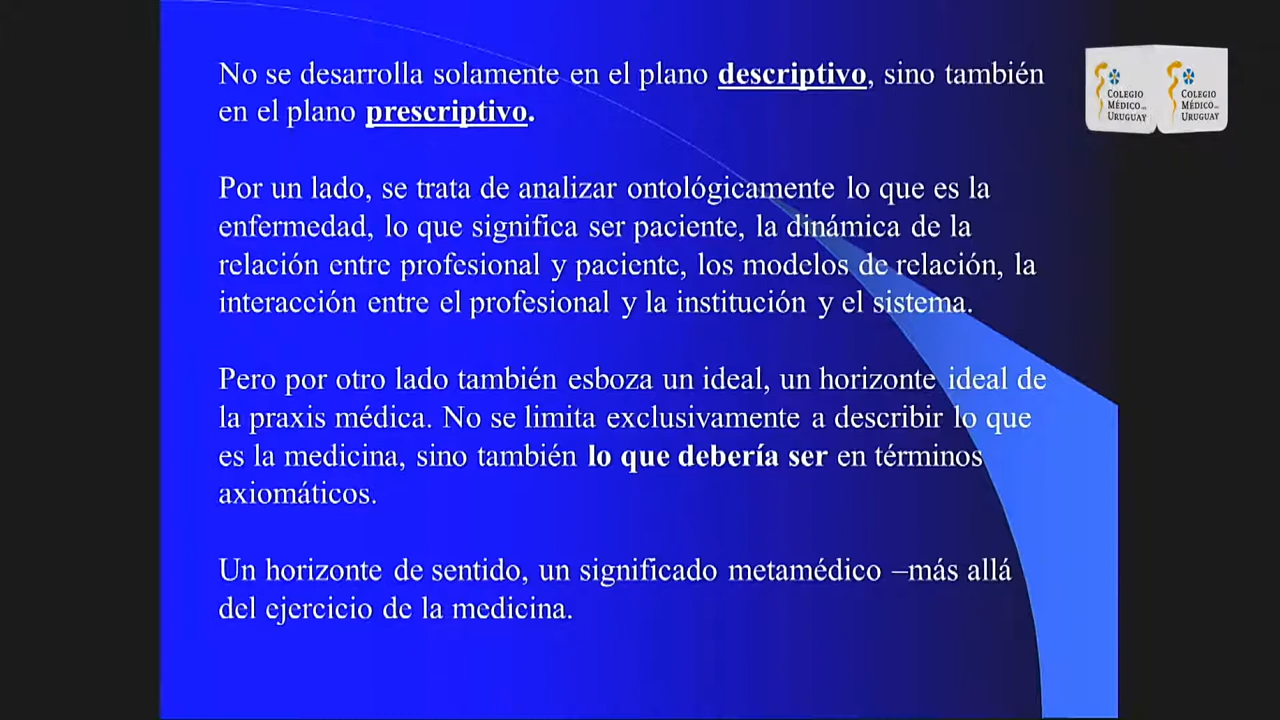 No se desarrolla solamente en el plano descriptivo, sino también
en el plano prescriptivo.
Por un lado, se trata de analizar ontológicamente lo que es la
enfermedad, lo que significa ser paciente, la dinámica de la
relación entre profesional y paciente, los modelos de relación, la
interacción entre el profesional y la institución y el sistema.
Pero por otro lado también esboza un ideal, un horizonte ideal de
la praxis médica. No se limita exclusivamente a describir lo que
es la medicina, sino también lo que debería ser en términos
axiomáticos.
Un horizonte de sentido, un significado metamédico –más allá
del ejercicio de la medicina.
COLEGIO
MÉDICO
URUGUAY
COLEGIO
MÉDICO
URUGUAY